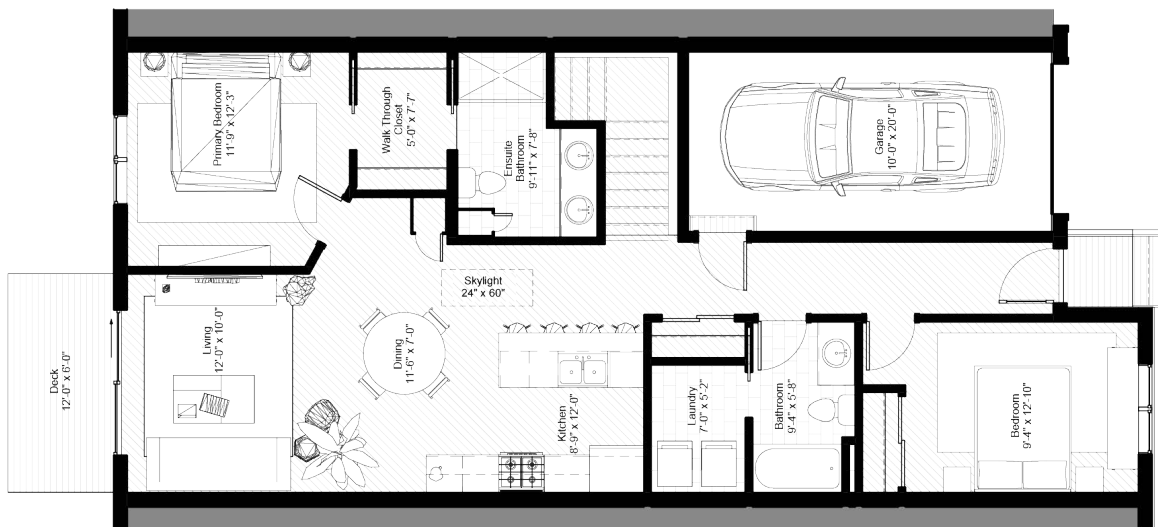 Primary Bedroom
11'-9" x 12'-3"
Walk Through
Closet
5'-0" x 7'-7"
Ensuite
Bathroom
9'-11" x 7'-8"
Garage
10'-0" x 20'-0"
Skylight
24" x 60"
Deck
12'-0" x 6'-0"
Living
12'-0" x 10'-0"
Dining
11'-6" x 7'-0"
Kitchen
8'-9" x 12'-0"
Laundry
7'-0" x 5'-2"
Bathroom
9'-4" x 5'-8"
Bedroom
9'-4" x 12'-10"